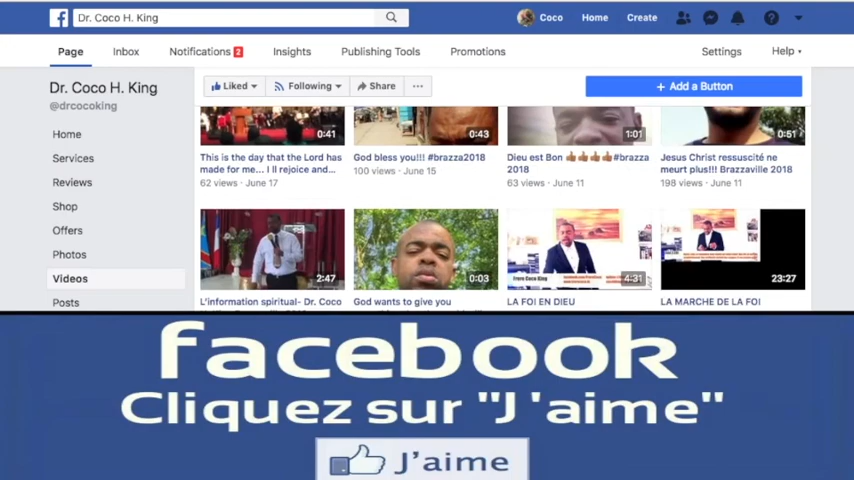 f Dr. Coco H. King
Coco Home Create
Page Inbox Notifications 2 Insights Publishing Tools Promotions Settings Help
Dr. Coco H. King
@drcocoking
Liked Following Share ...
+ Add a Button
Home
Services
Reviews
Shop
Offers
Photos
Videos
Posts
0:41
This is the day that the Lord has
made for me... I ll rejoice and...
62 views · June 17
0:43
God bless you!!! #brazza2018
100 views · June 15
1:01
Dieu est Bon 👍🏾👍🏾👍🏾👍🏾#brazza
2018
63 views · June 11
0:51
Jesus Christ ressuscité ne
meurt plus!!! Brazzaville 2018
198 views · June 11
2:47
L'information spiritual- Dr. Coco
0:03
God wants to give you
4:31
LA FOI EN DIEU
23:27
LA MARCHE DE LA FOI
facebook
Cliquez sur "J'aime"
J'aime